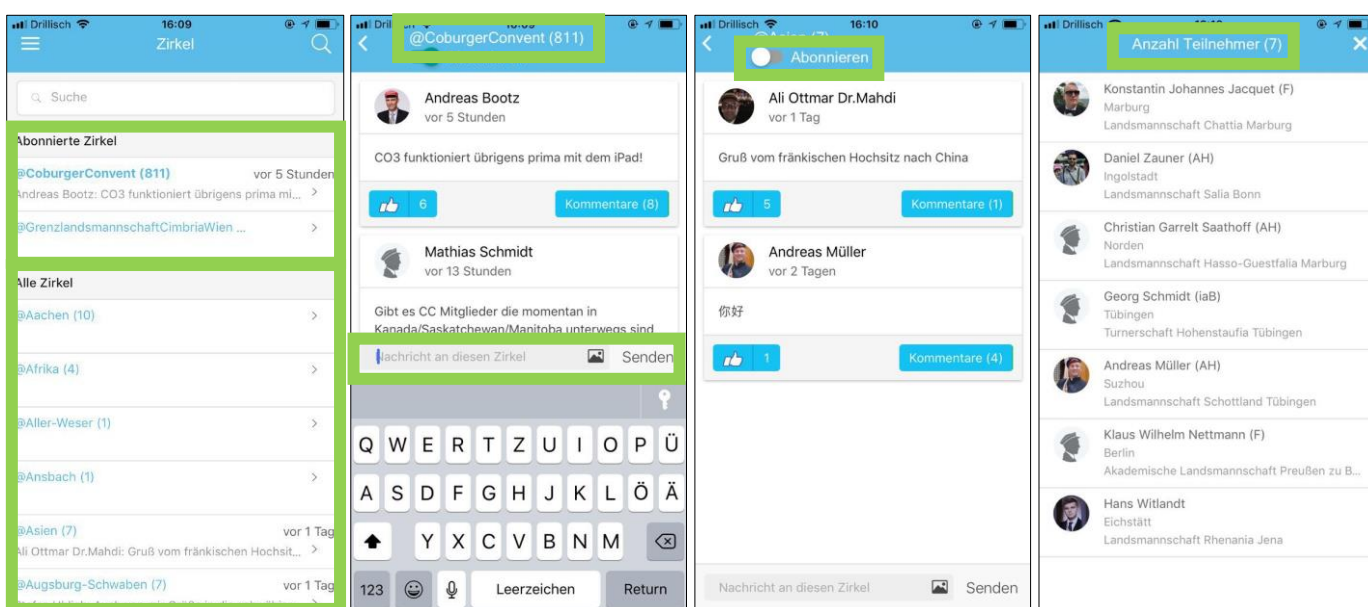 Drillisch 16:09
Zirkel
Suche
Abonnierte Zirkel
@CoburgerConvent (811) vor 5 Stunden
Andreas Bootz: CO3 funktioniert übrigens prima mi...
@GrenzlandsmannschaftCimbriaWien ...
Alle Zirkel
@Aachen (10)
@Afrika (4)
@Aller-Weser (1)
@Ansbach (1)
@Asien (7) vor 1 Tag
Ali Ottmar Dr.Mahdi: Gruß vom fränkischen Hochsit...
@Augsburg-Schwaben (7) vor 1 Tag
@CoburgerConvent (811)
Andreas Bootz
vor 5 Stunden
CO3 funktioniert übrigens prima mit dem iPad!
6 Kommentare (8)
Mathias Schmidt
vor 13 Stunden
Gibt es CC Mitglieder die momentan in
Kanada/Saskatchewan/Manitoba unterwegs sind
Nachricht an diesen Zirkel Senden
Q W E R T Z U I O P Ü
A S D F G H J K L Ö Ä
Y X C V B N M
123 Leerzeichen Return
Drillisch 16:10
@Asien (7)
Abonnieren
Ali Ottmar Dr.Mahdi
vor 1 Tag
Gruß vom fränkischen Hochsitz nach China
5 Kommentare (1)
Andreas Müller
vor 2 Tagen
你好
1 Kommentare (4)
Nachricht an diesen Zirkel Senden
Drillisch
Anzahl Teilnehmer (7)
Konstantin Johannes Jacquet (F)
Marburg
Landsmannschaft Chattia Marburg
Daniel Zauner (AH)
Ingolstadt
Landsmannschaft Salia Bonn
Christian Garrelt Saathoff (AH)
Norden
Landsmannschaft Hasso-Guestfalia Marburg
Georg Schmidt (iaB)
Tübingen
Turnerschaft Hohenstaufia Tübingen
Andreas Müller (AH)
Suzhou
Landsmannschaft Schottland Tübingen
Klaus Wilhelm Nettmann (F)
Berlin
Akademische Landsmannschaft Preußen zu B...
Hans Witlandt
Eichstätt
Landsmannschaft Rhenania Jena